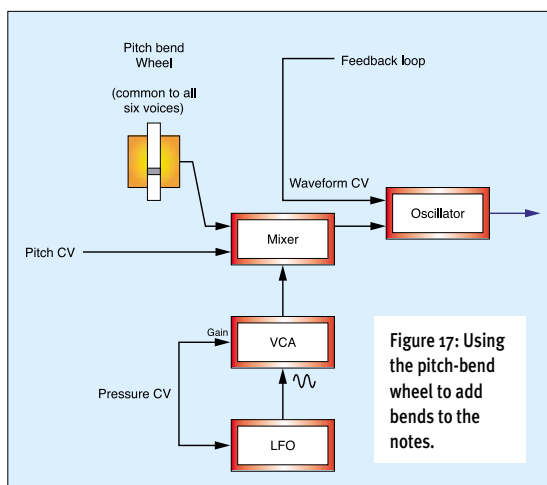 Pitch bend
Wheel
(common to all
six voices)
Feedback loop
Waveform CV
Oscillator
Mixer
Pitch CV
Gain
VCA
Pressure CV
LFO
Figure 17: Using
the pitch-bend
wheel to add
bends to the
notes.